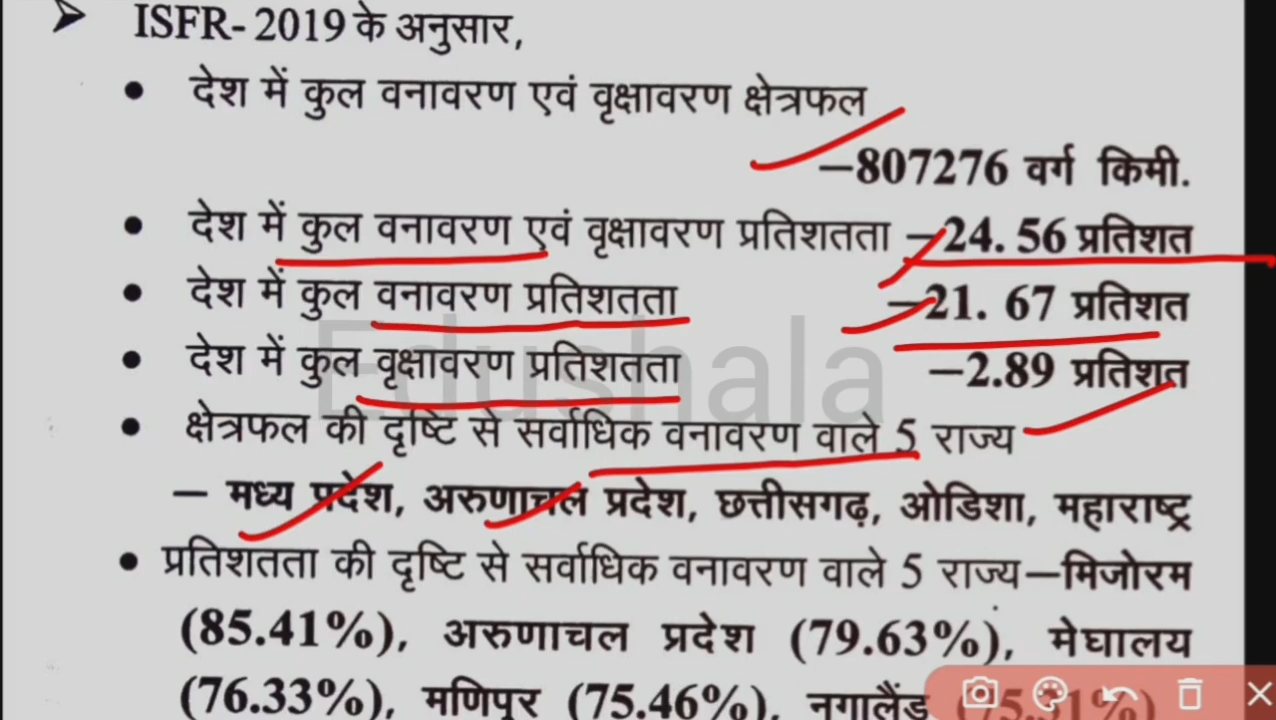 ➤ ISFR- 2019 के अनुसार,
• देश में कुल वनावरण एवं वृक्षावरण क्षेत्रफल
–807276 वर्ग किमी.
• देश में कुल वनावरण एवं वृक्षावरण प्रतिशतता –24. 56 प्रतिशत
• देश में कुल वनावरण प्रतिशतता –21. 67 प्रतिशत
• देश में कुल वृक्षावरण प्रतिशतता –2.89 प्रतिशत
Edushala
• क्षेत्रफल की दृष्टि से सर्वाधिक वनावरण वाले 5 राज्य
– मध्य प्रदेश, अरुणाचल प्रदेश, छत्तीसगढ़, ओडिशा, महाराष्ट्र
• प्रतिशतता की दृष्टि से सर्वाधिक वनावरण वाले 5 राज्य–मिजोरम
(85.41%), अरुणाचल प्रदेश (79.63%), मेघालय
(76.33%), मणिपुर (75.46%), नगालैंड